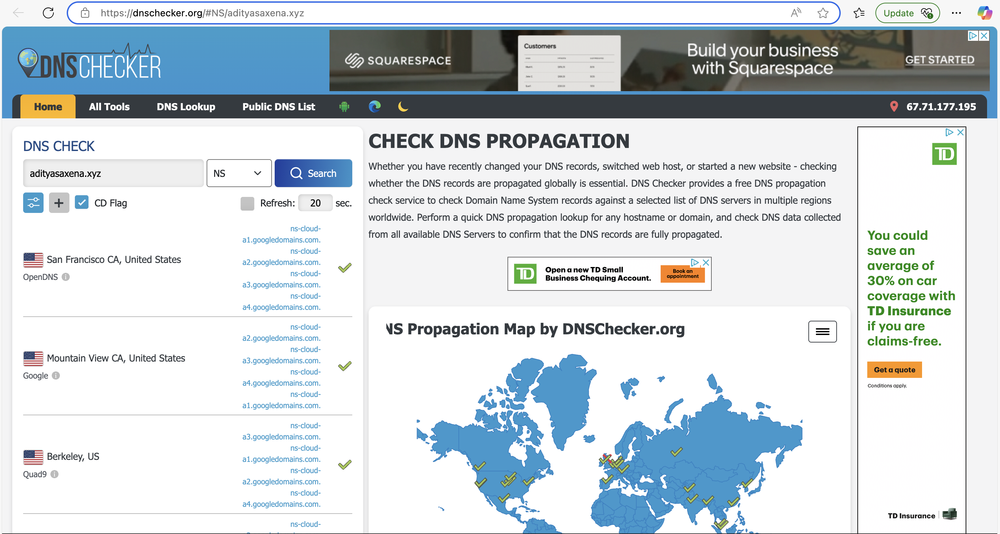 https://dnschecker.org/#NS/adityasaxena.xyz
Update
DNSCHECKER
SQUARESPACE
Customers
Build your business
with Squarespace
GET STARTED
Home
All Tools
DNS Lookup
Public DNS List
67.71.177.195
DNS CHECK
adityasaxena.xyz
NS
Search
CD Flag
Refresh: 20 sec.
San Francisco CA, United States
OpenDNS
ns-cloud-
a1.googledomains.com.
ns-cloud-
a2.googledomains.com.
ns-cloud-
a3.googledomains.com.
ns-cloud-
a4.googledomains.com.
Mountain View CA, United States
Google
ns-cloud-
a2.googledomains.com.
ns-cloud-
a3.googledomains.com.
ns-cloud-
a4.googledomains.com.
ns-cloud-
a1.googledomains.com.
Berkeley, US
Quad9
ns-cloud-
a3.googledomains.com.
ns-cloud-
a1.googledomains.com.
ns-cloud-
a2.googledomains.com.
ns-cloud-
a4.googledomains.com.
ns-cloud-
CHECK DNS PROPAGATION
Whether you have recently changed your DNS records, switched web host, or started a new website - checking
whether the DNS records are propagated globally is essential. DNS Checker provides a free DNS propagation
check service to check Domain Name System records against a selected list of DNS servers in multiple regions
worldwide. Perform a quick DNS propagation lookup for any hostname or domain, and check DNS data collected
from all available DNS Servers to confirm that the DNS records are fully propagated.
TD
Open a new TD Small
Business Chequing Account.
Book an
appointment
NS Propagation Map by DNSChecker.org
TD
You could
save an
average of
30% on car
coverage with
TD Insurance
if you are
claims-free.
Get a quote
Conditions apply.
TD Insurance